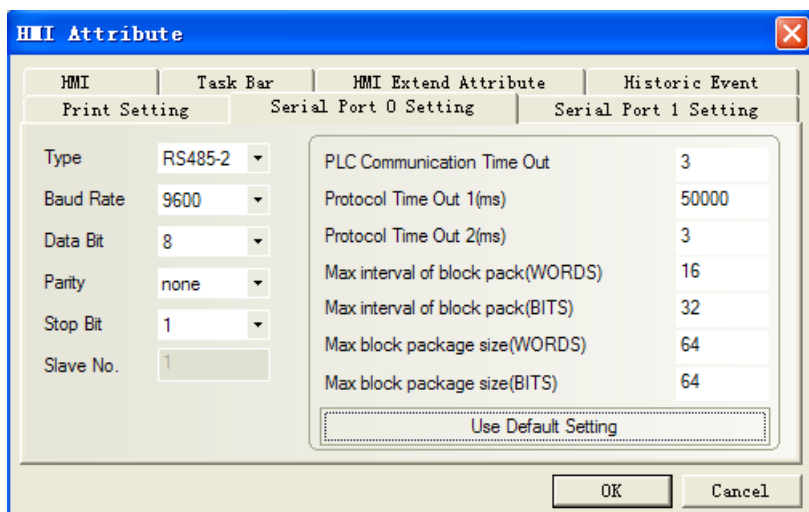 HMI Attribute
HMI
Task Bar
HMI Extend Attribute
Historic Event
Print Setting
Serial Port 0 Setting
Serial Port 1 Setting
Type RS485-2
Baud Rate 9600
Data Bit 8
Parity none
Stop Bit 1
Slave No. 1
PLC Communication Time Out 3
Protocol Time Out 1(ms) 50000
Protocol Time Out 2(ms) 3
Max interval of block pack(WORDS) 16
Max interval of block pack(BITS) 32
Max block package size(WORDS) 64
Max block package size(BITS) 64
Use Default Setting
OK
Cancel